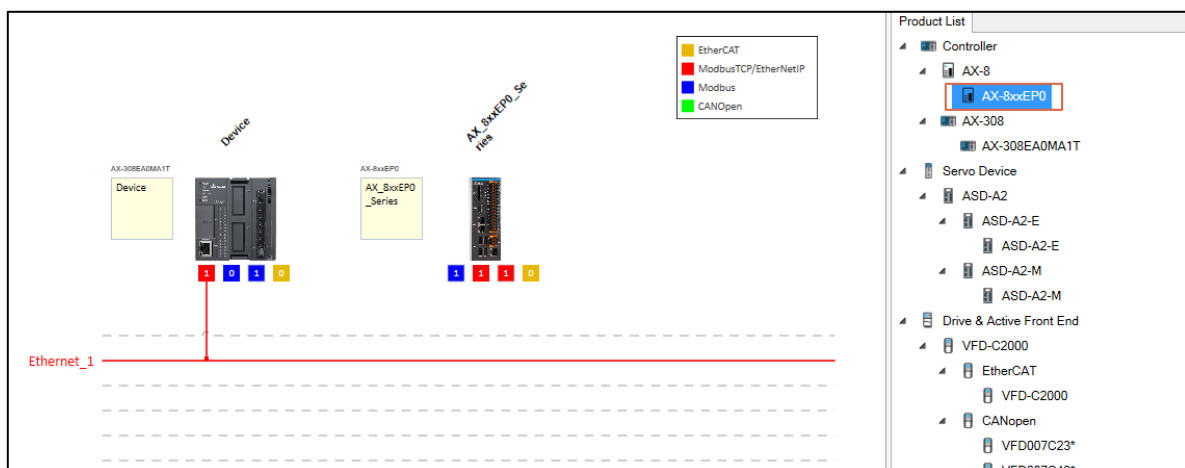 Product List
Controller
AX-8
AX-8xxEP0
AX-308
AX-308EA0MA1T
Servo Device
ASD-A2
ASD-A2-E
ASD-A2-E
ASD-A2-M
ASD-A2-M
Drive & Active Front End
VFD-C2000
EtherCAT
VFD-C2000
CANopen
VFD007C23*
EtherCAT
ModbusTCP/EtherNetIP
Modbus
CANOpen
Device
AX_8xxEP0_Se
ries
AX-308EA0MA1T
Device
AX-8xxEP0
AX_8xxEP0
_Series
1 0 1 0
1 1 1 0
Ethernet_1